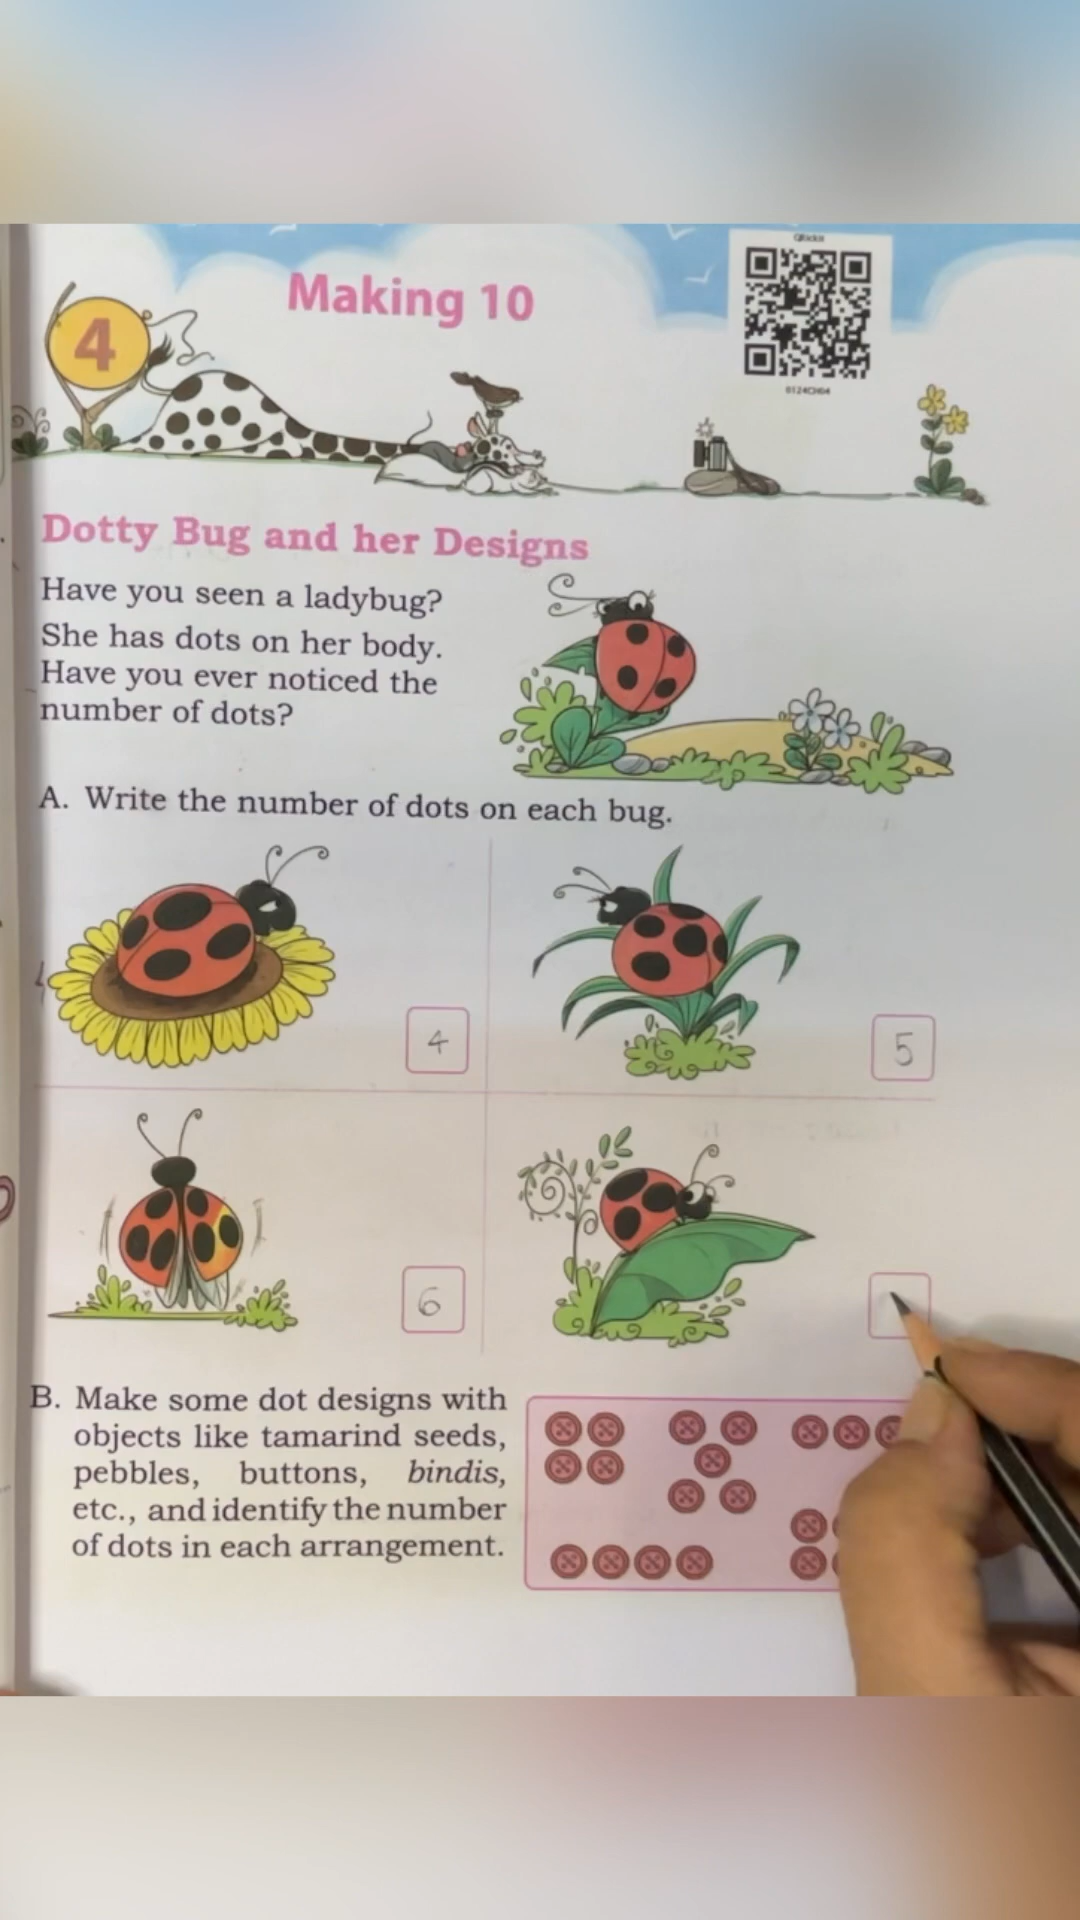 Making 10
4
Dotty Bug and her Designs
Have you seen a ladybug?
She has dots on her body.
Have you ever noticed the
number of dots?
A. Write the number of dots on each bug.
4
5
6
B. Make some dot designs with
objects like tamarind seeds,
pebbles, buttons, bindis,
etc., and identify the number
of dots in each arrangement.